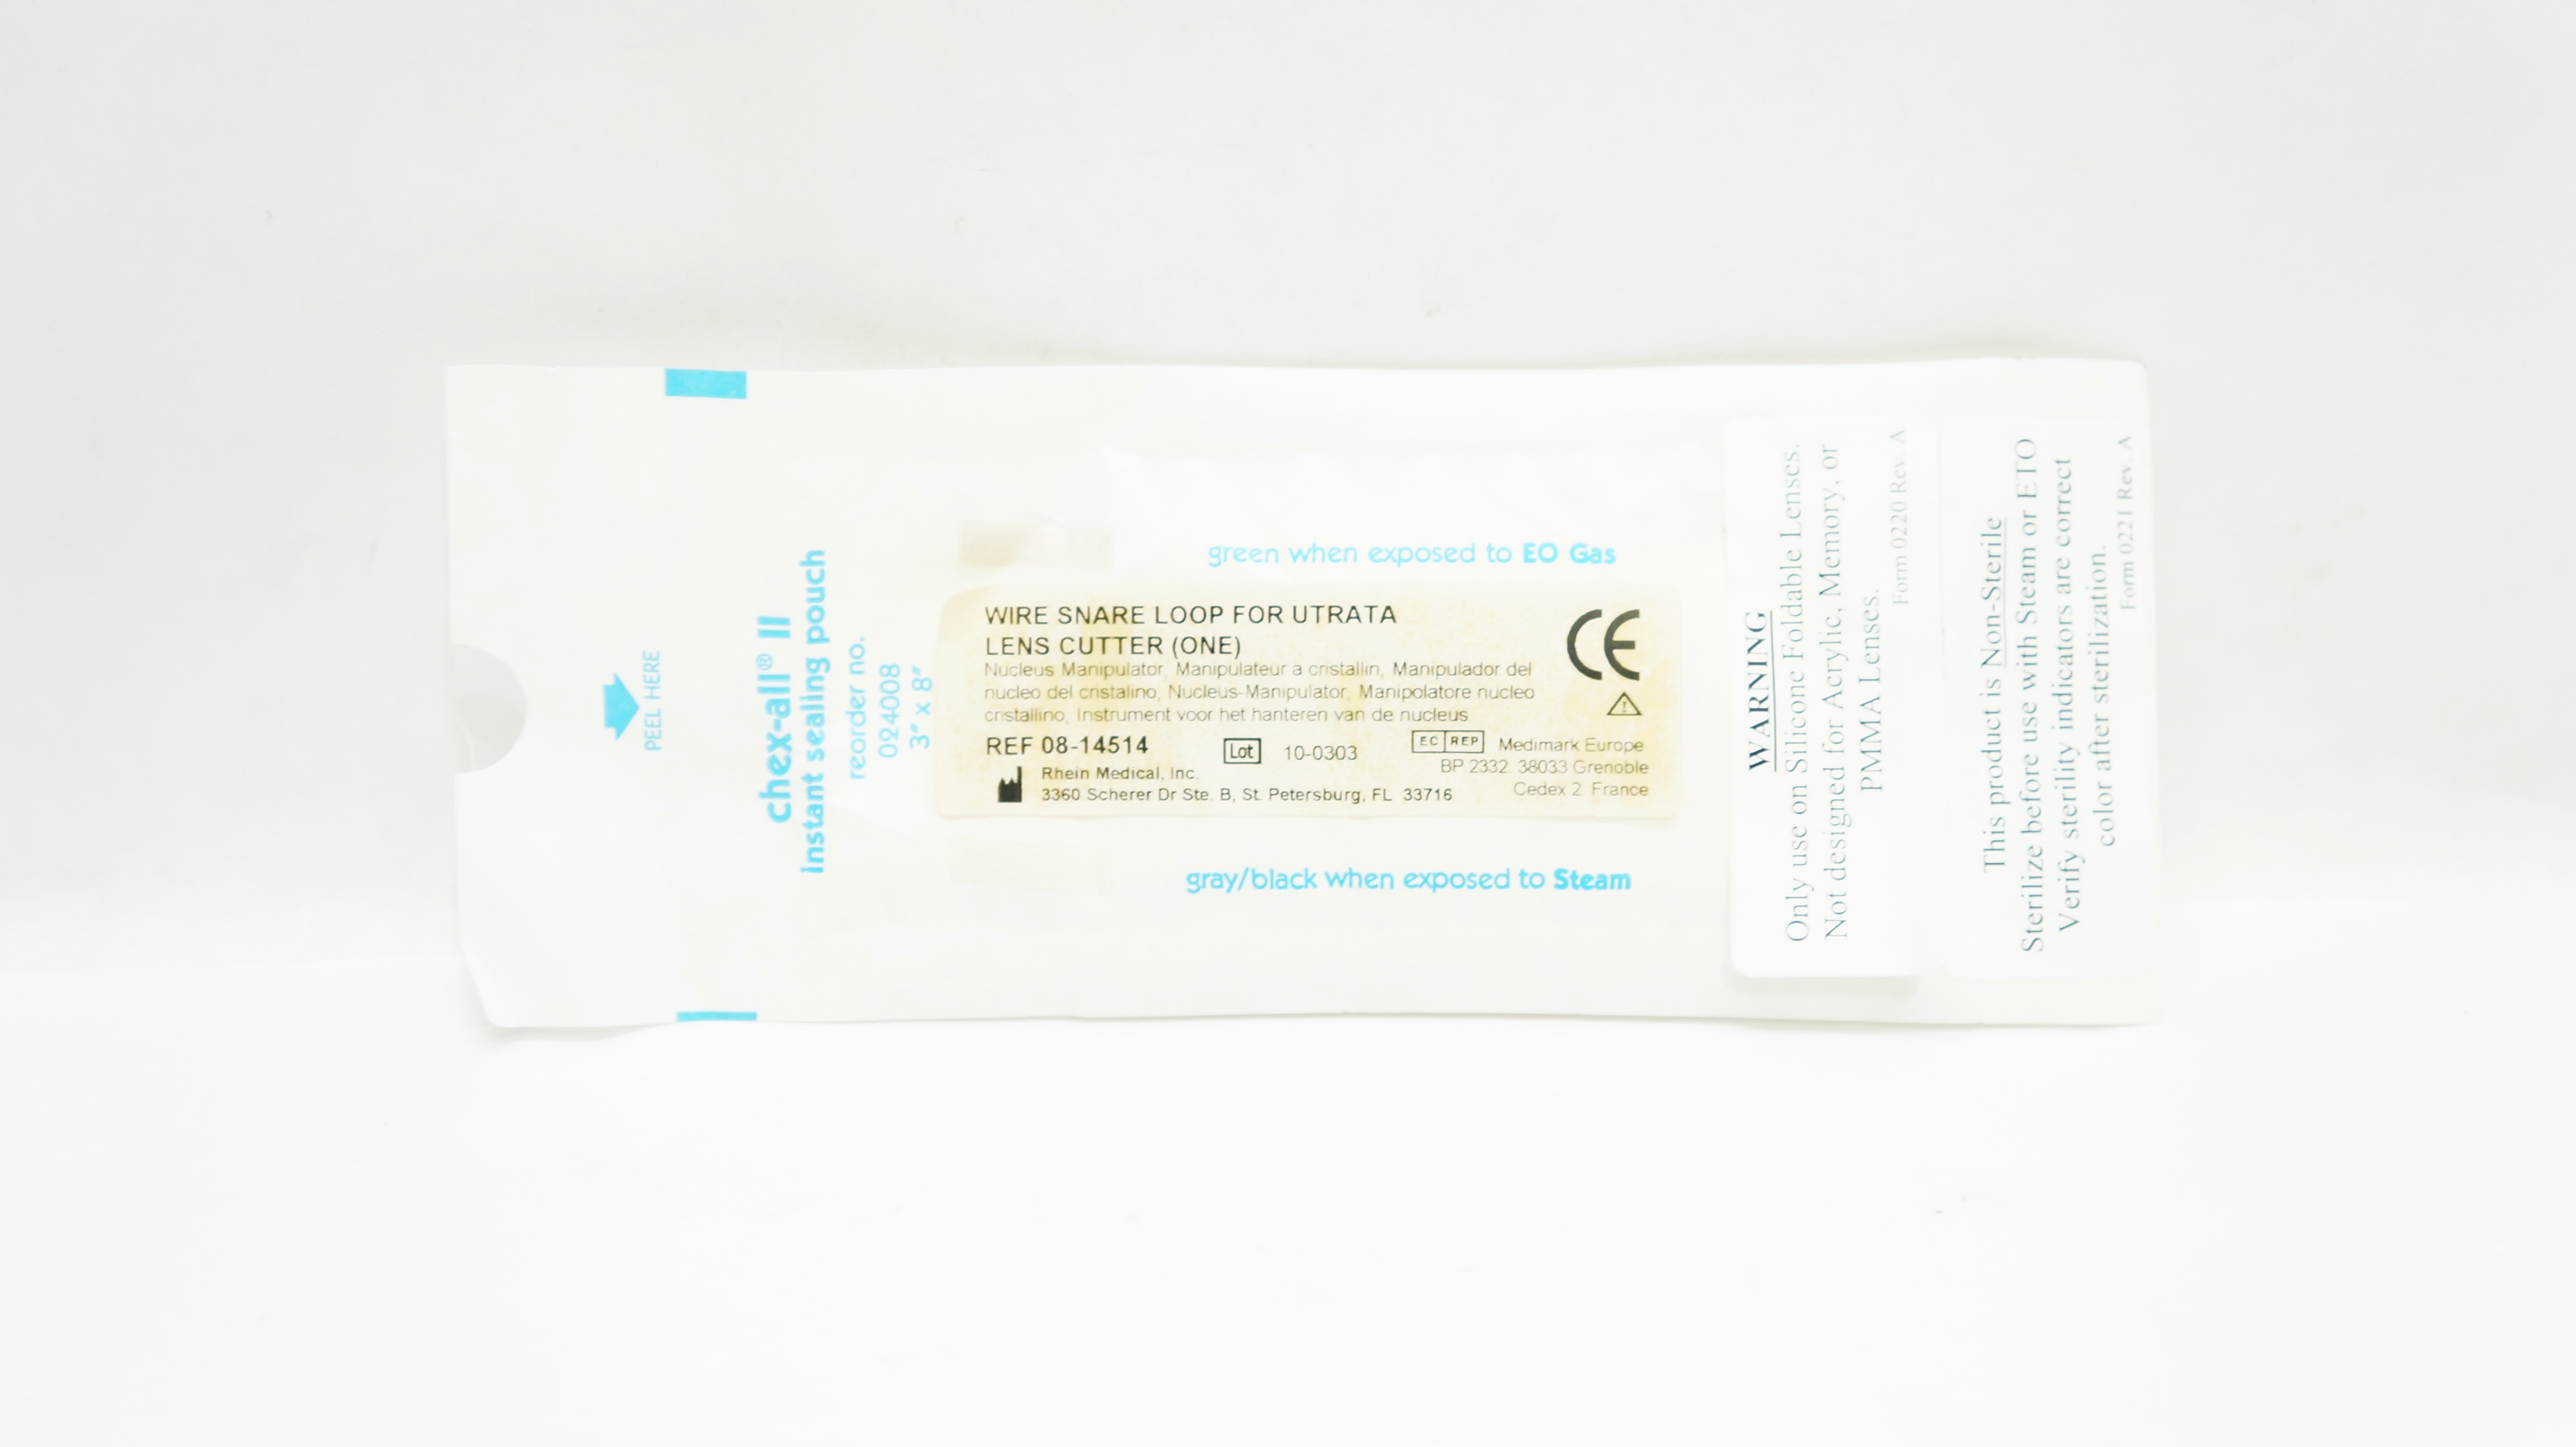 PEEL HERE
chex-all® II
instant sealing pouch
reorder no.
024008
3" x 8"
green when exposed to EO Gas
WIRE SNARE LOOP FOR UTRATA
LENS CUTTER (ONE)
Nucleus Manipulator, Manipulateur a cristallin, Manipulador del
nucleo del cristalino, Nucleus-Manipulator, Manipolatore nucleo
cristallino, Instrument voor het hanteren van de nucleus
CE
REF 08-14514
Lot 10-0303
EC REP Medimark Europe
BP 2332 38033 Grenoble
Cedex 2 France
Rhein Medical, Inc.
3360 Scherer Dr Ste. B, St. Petersburg, FL 33716
gray/black when exposed to Steam
WARNING
Only use on Silicone Foldable Lenses.
Not designed for Acrylic, Memory, or
PMMA Lenses.
Form 0220 Rev. A
This product is Non-Sterile
Sterilize before use with Steam or ETO
Verify sterility indicators are correct
color after sterilization.
Form 0221 Rev. A